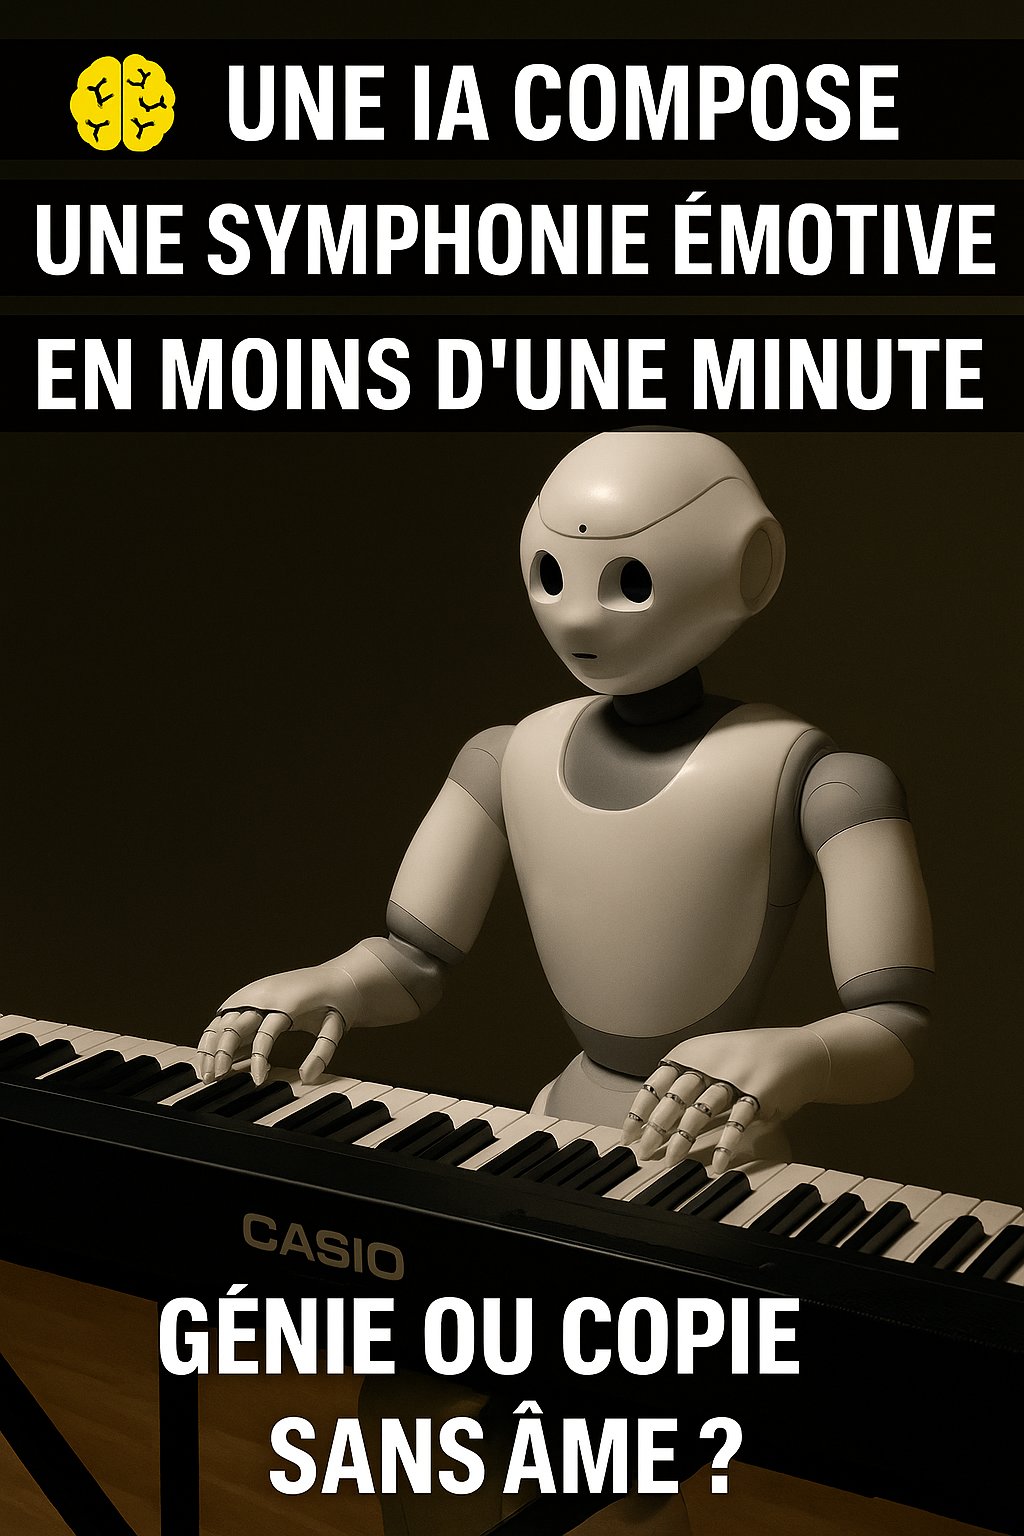 UNE IA COMPOSE
UNE SYMPHONIE ÉMOTIVE
EN MOINS D'UNE MINUTE
CASIO
GÉNIE OU COPIE
SANS ÂME ?